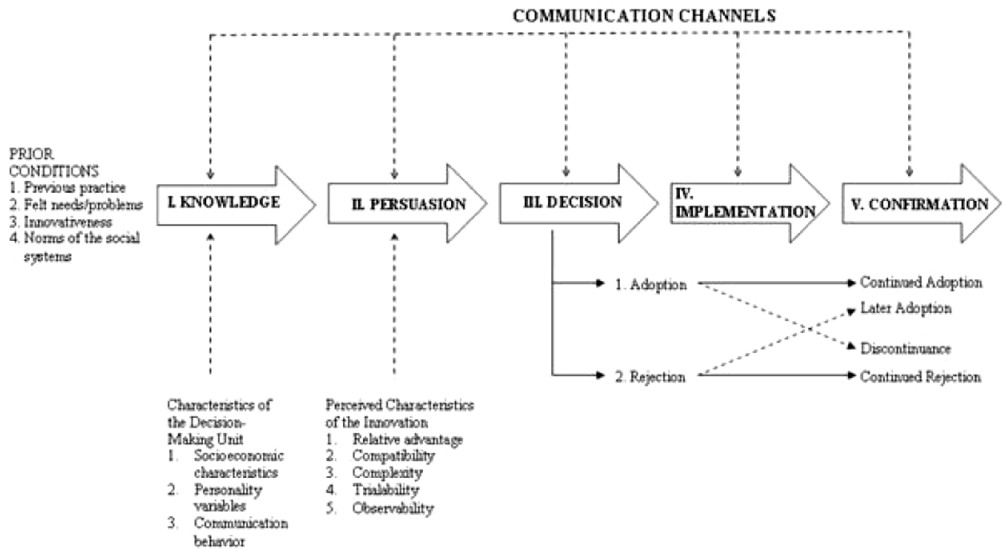 COMMUNICATION CHANNELS
PRIOR
CONDITIONS
1. Previous practice
2. Felt needs/problems
3. Innovativeness
4. Norms of the social
systems
I. KNOWLEDGE
II. PERSUASION
III. DECISION
IV.
IMPLEMENTATION
V. CONFIRMATION
1. Adoption
2. Rejection
Continued Adoption
Later Adoption
Discontinuance
Continued Rejection
Characteristics of
the Decision-
Making Unit
1. Socioeconomic
characteristics
2. Personality
variables
3. Communication
behavior
Perceived Characteristics
of the Innovation
1. Relative advantage
2. Compatibility
3. Complexity
4. Trialability
5. Observability